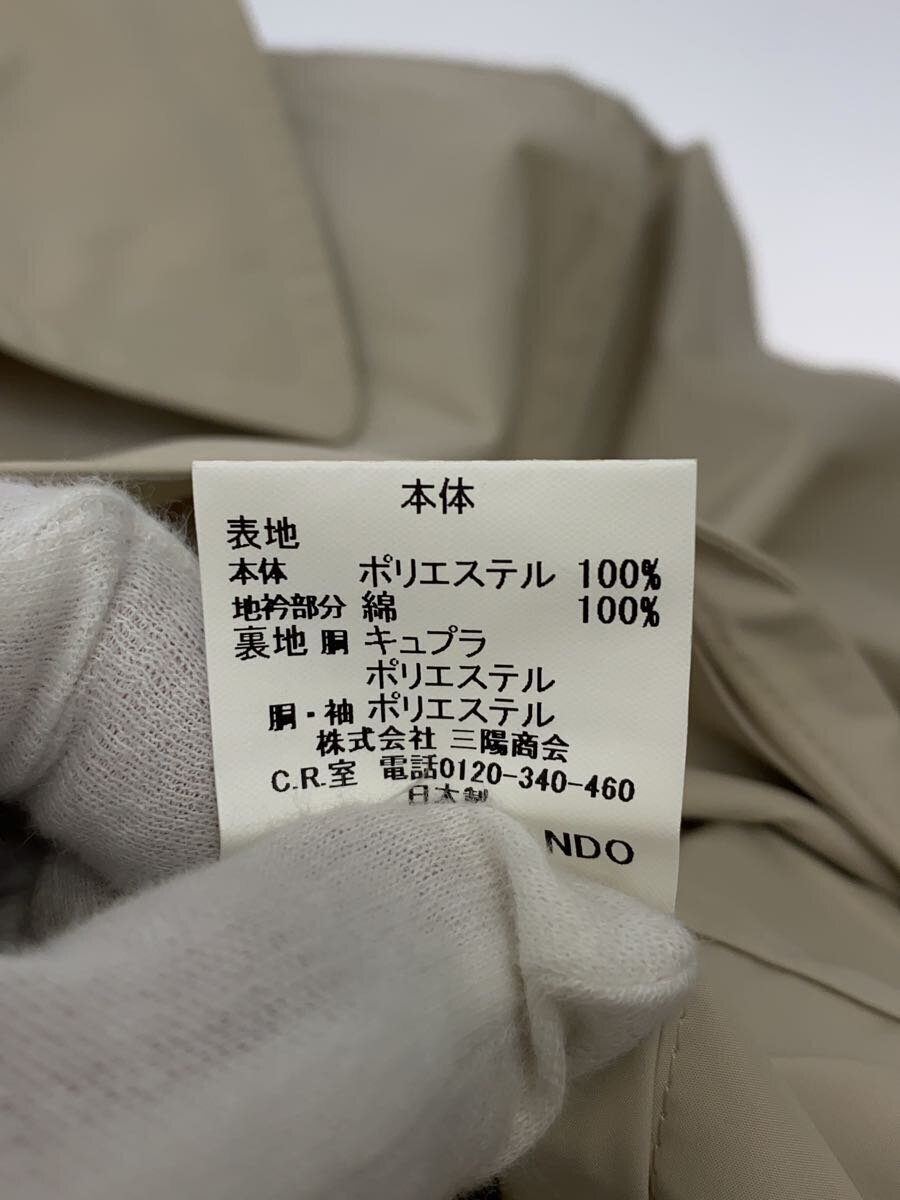 本体
表地
本体 ポリエステル 100%
地衿部分 綿 100%
裏地 胴 キュプラ
ポリエステル
胴・袖 ポリエステル
株式会社 三陽商会
C.R.室 電話0120-340-460
日本製
NDO